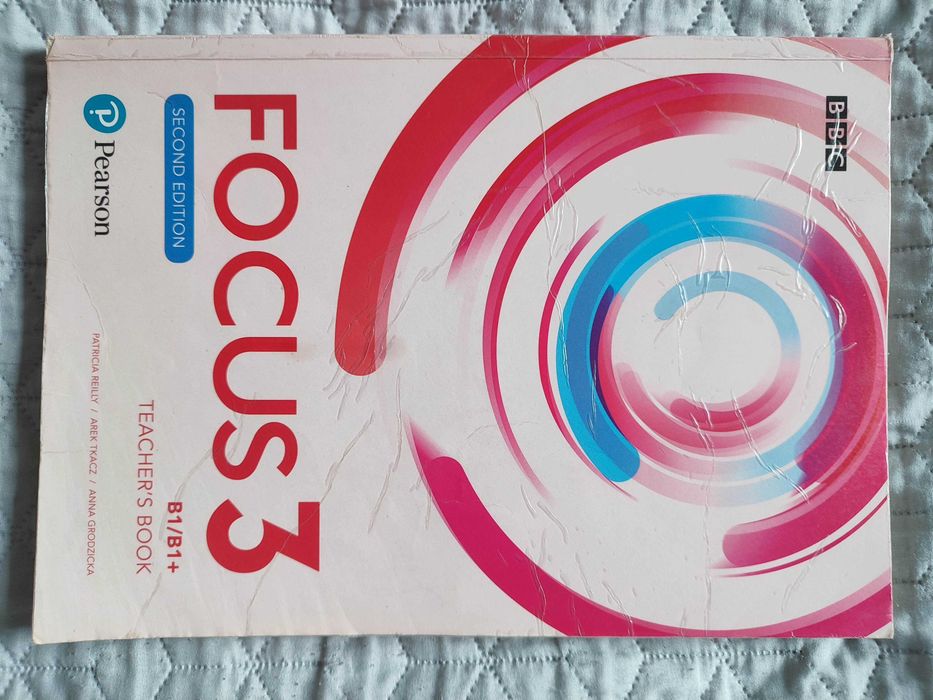 BBC
FOCUS 3
SECOND EDITION
B1/B1+
TEACHER'S BOOK
Pearson
PATRICIA REILLY / AREK TKACZ / ANNA GRODZICKA